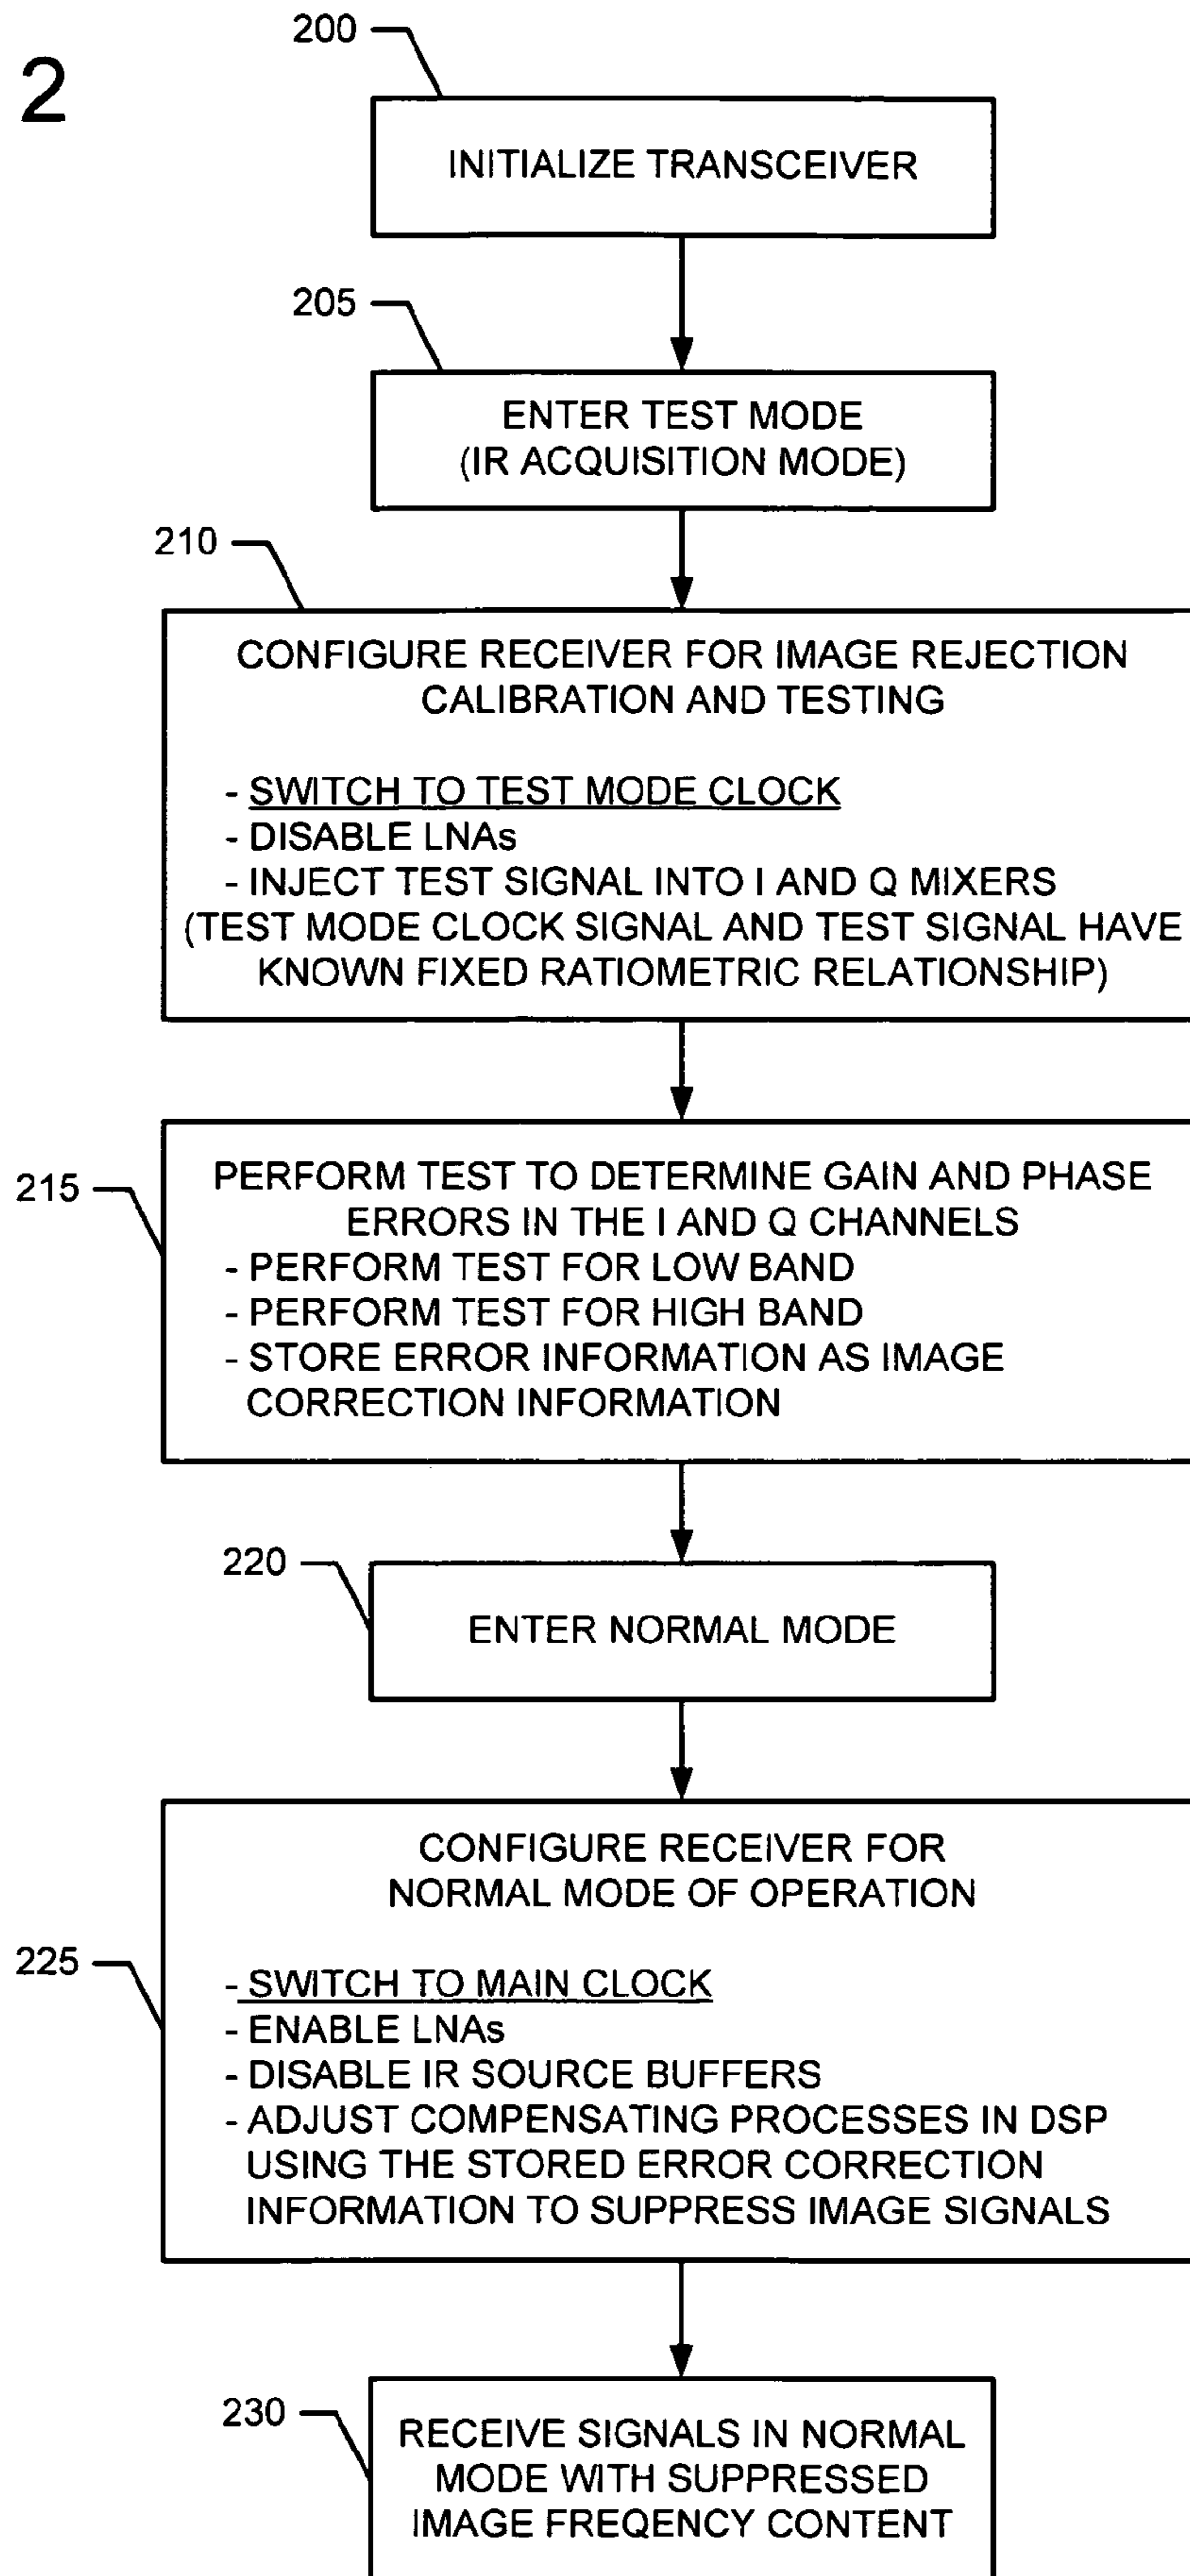 2
200
INITIALIZE TRANSCEIVER
205
ENTER TEST MODE
(IR ACQUISITION MODE)
210
CONFIGURE RECEIVER FOR IMAGE REJECTION
CALIBRATION AND TESTING
- SWITCH TO TEST MODE CLOCK
- DISABLE LNAs
- INJECT TEST SIGNAL INTO I AND Q MIXERS
(TEST MODE CLOCK SIGNAL AND TEST SIGNAL HAVE
KNOWN FIXED RATIOMETRIC RELATIONSHIP)
215
PERFORM TEST TO DETERMINE GAIN AND PHASE
ERRORS IN THE I AND Q CHANNELS
- PERFORM TEST FOR LOW BAND
- PERFORM TEST FOR HIGH BAND
- STORE ERROR INFORMATION AS IMAGE
CORRECTION INFORMATION
220
ENTER NORMAL MODE
225
CONFIGURE RECEIVER FOR
NORMAL MODE OF OPERATION
- SWITCH TO MAIN CLOCK
- ENABLE LNAs
- DISABLE IR SOURCE BUFFERS
- ADJUST COMPENSATING PROCESSES IN DSP
USING THE STORED ERROR CORRECTION
INFORMATION TO SUPPRESS IMAGE SIGNALS
230
RECEIVE SIGNALS IN NORMAL
MODE WITH SUPPRESSED
IMAGE FREQENCY CONTENT